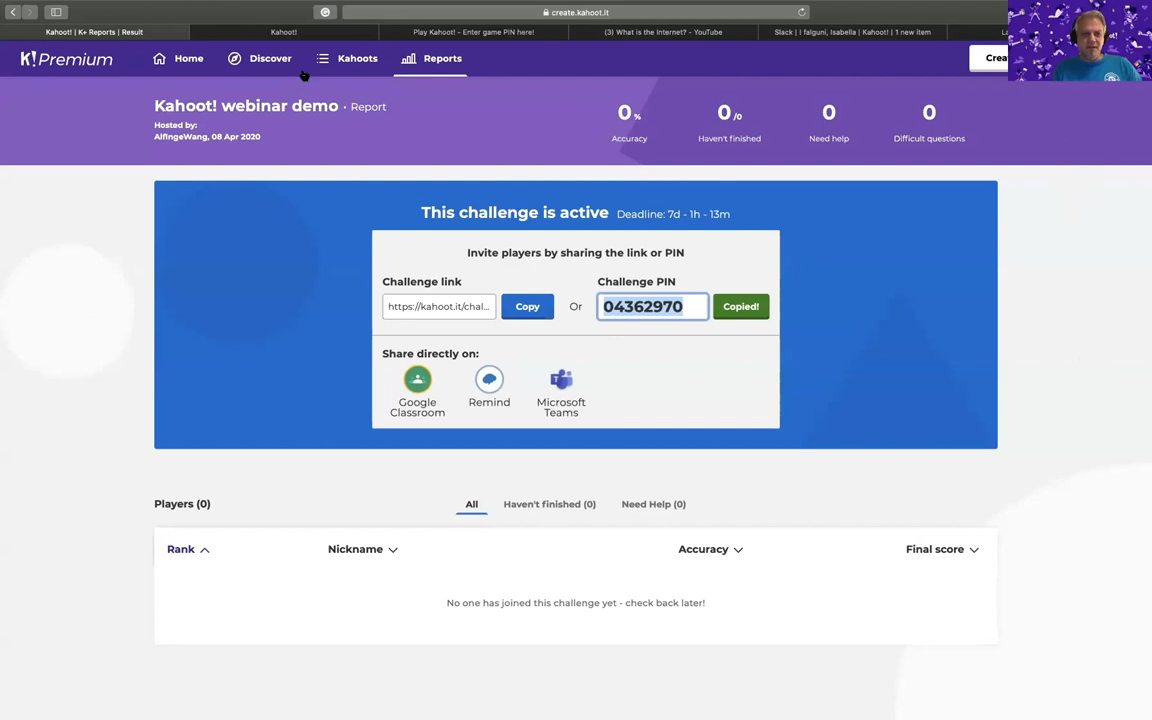 create.kahoot.it
Kahoot! | K+ Reports | Result
Kahoot!
Play Kahoot! - Enter game PIN here!
(3) What is the Internet? - YouTube
Slack | I falguni, Isabella | Kahoot! | 1 new item
K!Premium
Home
Discover
Kahoots
Reports
Kahoot! webinar demo · Report
Hosted by:
AlfIngeWang, 08 Apr 2020
0 %
Accuracy
0 /0
Haven't finished
0
Need help
0
Difficult questions
This challenge is active Deadline: 7d - 1h - 13m
Invite players by sharing the link or PIN
Challenge link
https://kahoot.it/chal...
Copy
Or
Challenge PIN
04362970
Copied!
Share directly on:
Google
Classroom
Remind
Microsoft
Teams
Players (0)
All
Haven't finished (0)
Need Help (0)
Rank
Nickname
Accuracy
Final score
No one has joined this challenge yet - check back later!